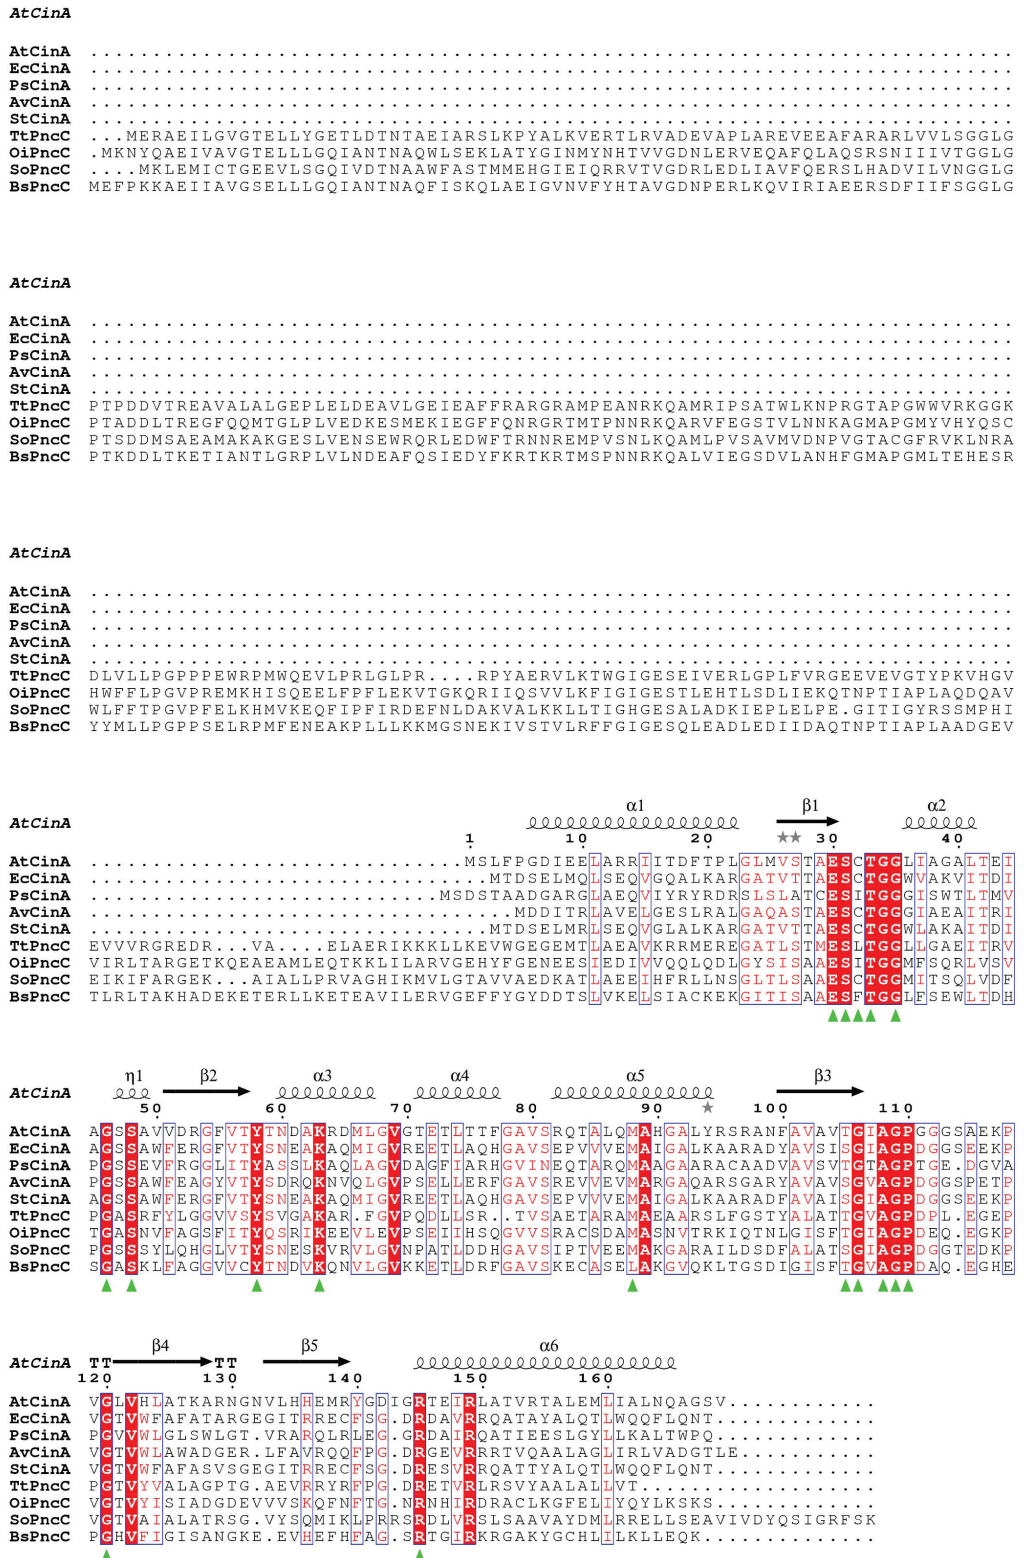 AtCinA
AtCinA ..........................................................................
EcCinA ..........................................................................
PsCinA ..........................................................................
AvCinA ..........................................................................
StCinA ..........................................................................
TtPncC ...MERAEILGVGTELLYGETLDTNTAEIARSLKPYALKVERTLRVADEVAPLAREVEEAFARARLVVLSGGLG
OiPncC .MKNYQAEIVAVGTELLLGQIANTNAQWLSEKLATYGINMYNHTVVGDNLERVEQAFQLAQSRSNIIIVTGGLG
SoPncC ....MKLEMICTGEEVLSGQIVDTNAAWFASTMMEHGIEIQRRVTVGDRLEDLIAVFQERSLHADVILVNGGLG
BsPncC MEFPKKAEIIAVGSELLLGQIANTNAQFISKQLAEIGVNVFYHTAVGDNPERLKQVIRIAEERSDFIIFSGGLG
AtCinA
AtCinA ..........................................................................
EcCinA ..........................................................................
PsCinA ..........................................................................
AvCinA ..........................................................................
StCinA ..........................................................................
TtPncC PTPDDVTREAVALALGEPLELDEAVLGEIEAFFRARGRAMPEANRKQAMRIPSATWLKNPRGTAPGWWVRKGGK
OiPncC PTADDLTREGFQQMTGLPLVEDKESMEKIEGFFQNRGRTMTPNNRKQARVFEGSTVLNNKAGMAPGMYVHYQSC
SoPncC PTSDDMSAEAMAKAKGESLVENSEWRQRLEDWFTRNNREMPVSNLKQAMLPVSAVMVDNPVGTACGFRVKLNRA
BsPncC PTKDDLTKETIANTLGRPLVLNDEAFQSIEDYFKRTKRTMSPNNRKQALVIEGSDVLANHFGMAPGMLTEHESR
AtCinA
AtCinA ..........................................................................
EcCinA ..........................................................................
PsCinA ..........................................................................
AvCinA ..........................................................................
StCinA ..........................................................................
TtPncC DLVLLPGPPPEWRPMWQEVLPRLGLPR....RPYAERVLKTWGIGESEIVERLGPLFVRGEEVEVGTYPKVHGV
OiPncC HWFFLPGVPREMKHISQEELFPFLEKVTGKQRIIQSVVLKFIGIGESTLEHTLSDLIEKQTNPTIAPLAQDQAV
SoPncC WLFFTPGVPFELKHMVKEQFIPFIRDEFNLDAKVALKKLLTIGHGESALADKIEPLELPE.GITIGYRSSMPHI
BsPncC YYMLLPGPPSELRPMFENEAKPLLLKKMGSNEKIVSTVLRFFGIGESQLEADLEDIIDAQTNPTIAPLAADGEV
α1 β1 α2
AtCinA
1 10 20 30 40
AtCinA ..............................MSLFPGDIEELARRIITDFTPLGLMVSTAESCTGGLIAGALTEI
EcCinA ................................MTDSELMQLSEQVGQALKARGATVTTAESCTGGWVAKVITDI
PsCinA ............................MSDSTAADGARGLAEQVIYRYRDRSLSLATCESITGGGISWTLTMV
AvCinA ..................................MDDITRLAVELGESLRALGAQASTAESCTGGGIAEAITRI
StCinA ................................MTDSELMRLSEQVGLALKARGATVTTAESCTGGWLAKAITDI
TtPncC EVVVRGREDR...VA....ELAERIKKKLLKEVWGEGEMTLAEAVKRRMEREGATLSTMESLTGGLLGAEITRV
OiPncC VIRLTARGETKQEAEAMLEQTKKLILARVGEHFYGENEESIEDIVVQQLQDLGYSISAAESITGGMFSQRLVSV
SoPncC EIKIFARGEK...AIALLPRVAGHIKMVLGTAVVAEDKATLAEEIHFRLLNSGLTLSAAESCTGGMITSQLVDF
BsPncC TLRLTAKHADEKETERLLKETEAVILERVGEFFYGYDDTSLVKELSIACKEKGITISAAESFTGGLFSEWLTDH
η1 β2 α3 α4 α5 β3
AtCinA
50 60 70 80 90 100 110
AtCinA AGSSAVVDRGFVTYTNDAKRDMLGVGTETLTTFGAVSRQTALQMAHGALYRSRANFAVAVTGIAGPGGGSAEKP
EcCinA AGSSAWFERGFVTYSNEAKAQMIGVREETLAQHGAVSEPVVVEMAIGALKAARADYAVSISGIAGPDGGSEEKP
PsCinA PGSSEVFRGGLITYASSLKAQLAGVDAGFIARHGVINEQTARQMAAGARAACAADVAVSVTGTAGPTGE.DGVA
AvCinA PGSSAWFEAGYVTYSDRQKNVQLGVPSELLERFGAVSREVVEVMARGAQARSGARYAVAVSGVAGPGGGSPETP
StCinA AGSSAWFERGFVTYSNEAKAQMIGVREETLAQHGAVSEPVVVEMAIGALKAARADFAVAISGIAGPDGGSEEKP
TtPncC PGASRFYLGGVVSYSVGAKAR.FGVPQDLLSR..TVSAETARAMAEAARSLFGSTYALATTGVAGPDPL.EGEP
OiPncC TGASNVFAGSFITYQSRIKEEVLEVPSEIIHSQGVVSRACSDAMASNVTRKIQTNLGISFTGIAGPDEQ.EGKP
SoPncC PGSSSYLQHGLVTYSNESKVRVLGVNPATLDDHGAVSIPTVEEMAKGARAILDSDFALATSGIAGPDGQTEDKP
BsPncC SGASKLFAGGVVCYTNDVKQNVLGVKKETLDRFGAVSKECASELAKGVQKLTGSDIGISFTGVAGPDAQ.EGHE
β4 β5 α6
AtCinA TT TT
120 130 140 150 160
AtCinA VGLVHLATKARNGNVLHHEMRYGDIGRTEIRLATVRTALEMLIALNQAGSV............
EcCinA VGTVWFAFATARGEGITRRECFSG.DRDAVRRQATAYALQTLWQQFLQNT.............
PsCinA PGVVWLGLSWLGT.VRARQLRLEG.GRDAIRQATIEESLGYLLKALTWPQ.............
AvCinA VGTVWLAWADGER.LFAVRQQFPG.DRGEVRRRTVQAALAGLIRLVADGTLE...........
StCinA VGTVWFAFASVSGEGITRRECFSG.DRESVRRQATTYALQTLWQQFLQNT.............
TtPncC PGTVYVALAGPTG.AEVRRYRFPG.DRETVRLRSVYAALALLVT...................
OiPncC VGTVYISIADGDEVVVSKQFNFTG.NRNHIRDRACLKGFELIYQYLKSKS.............
SoPncC VGTVAIALATRSG.VYSQMIKLPRRSRDLVRSLSAAVAYDMLRRELLSEAVIVDYQSIGRFSK
BsPncC PGHVFIGISANGKE.EVHEFHFAG.SRTGIRKRGAKYGCHLILKLLEQK..............